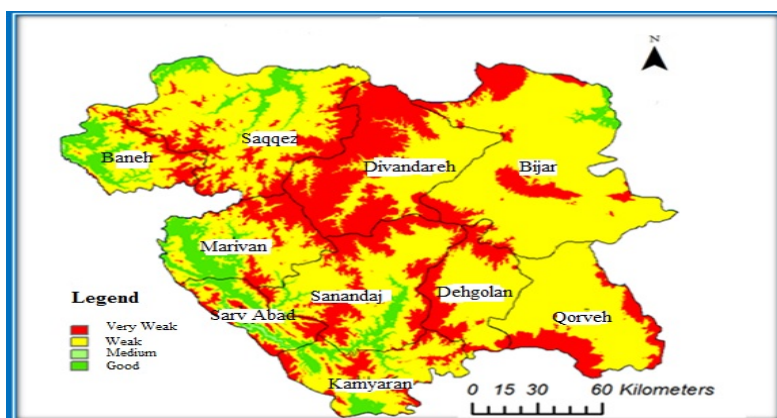 N
Saqqez
Baneh
Divandareh
Bijar
Marivan
Legend
Very Weak
Weak
Medium
Good
Sarv Abad
Sanandaj
Dehgolan
Qorveh
Kamyaran
0 15 30 60 Kilometers